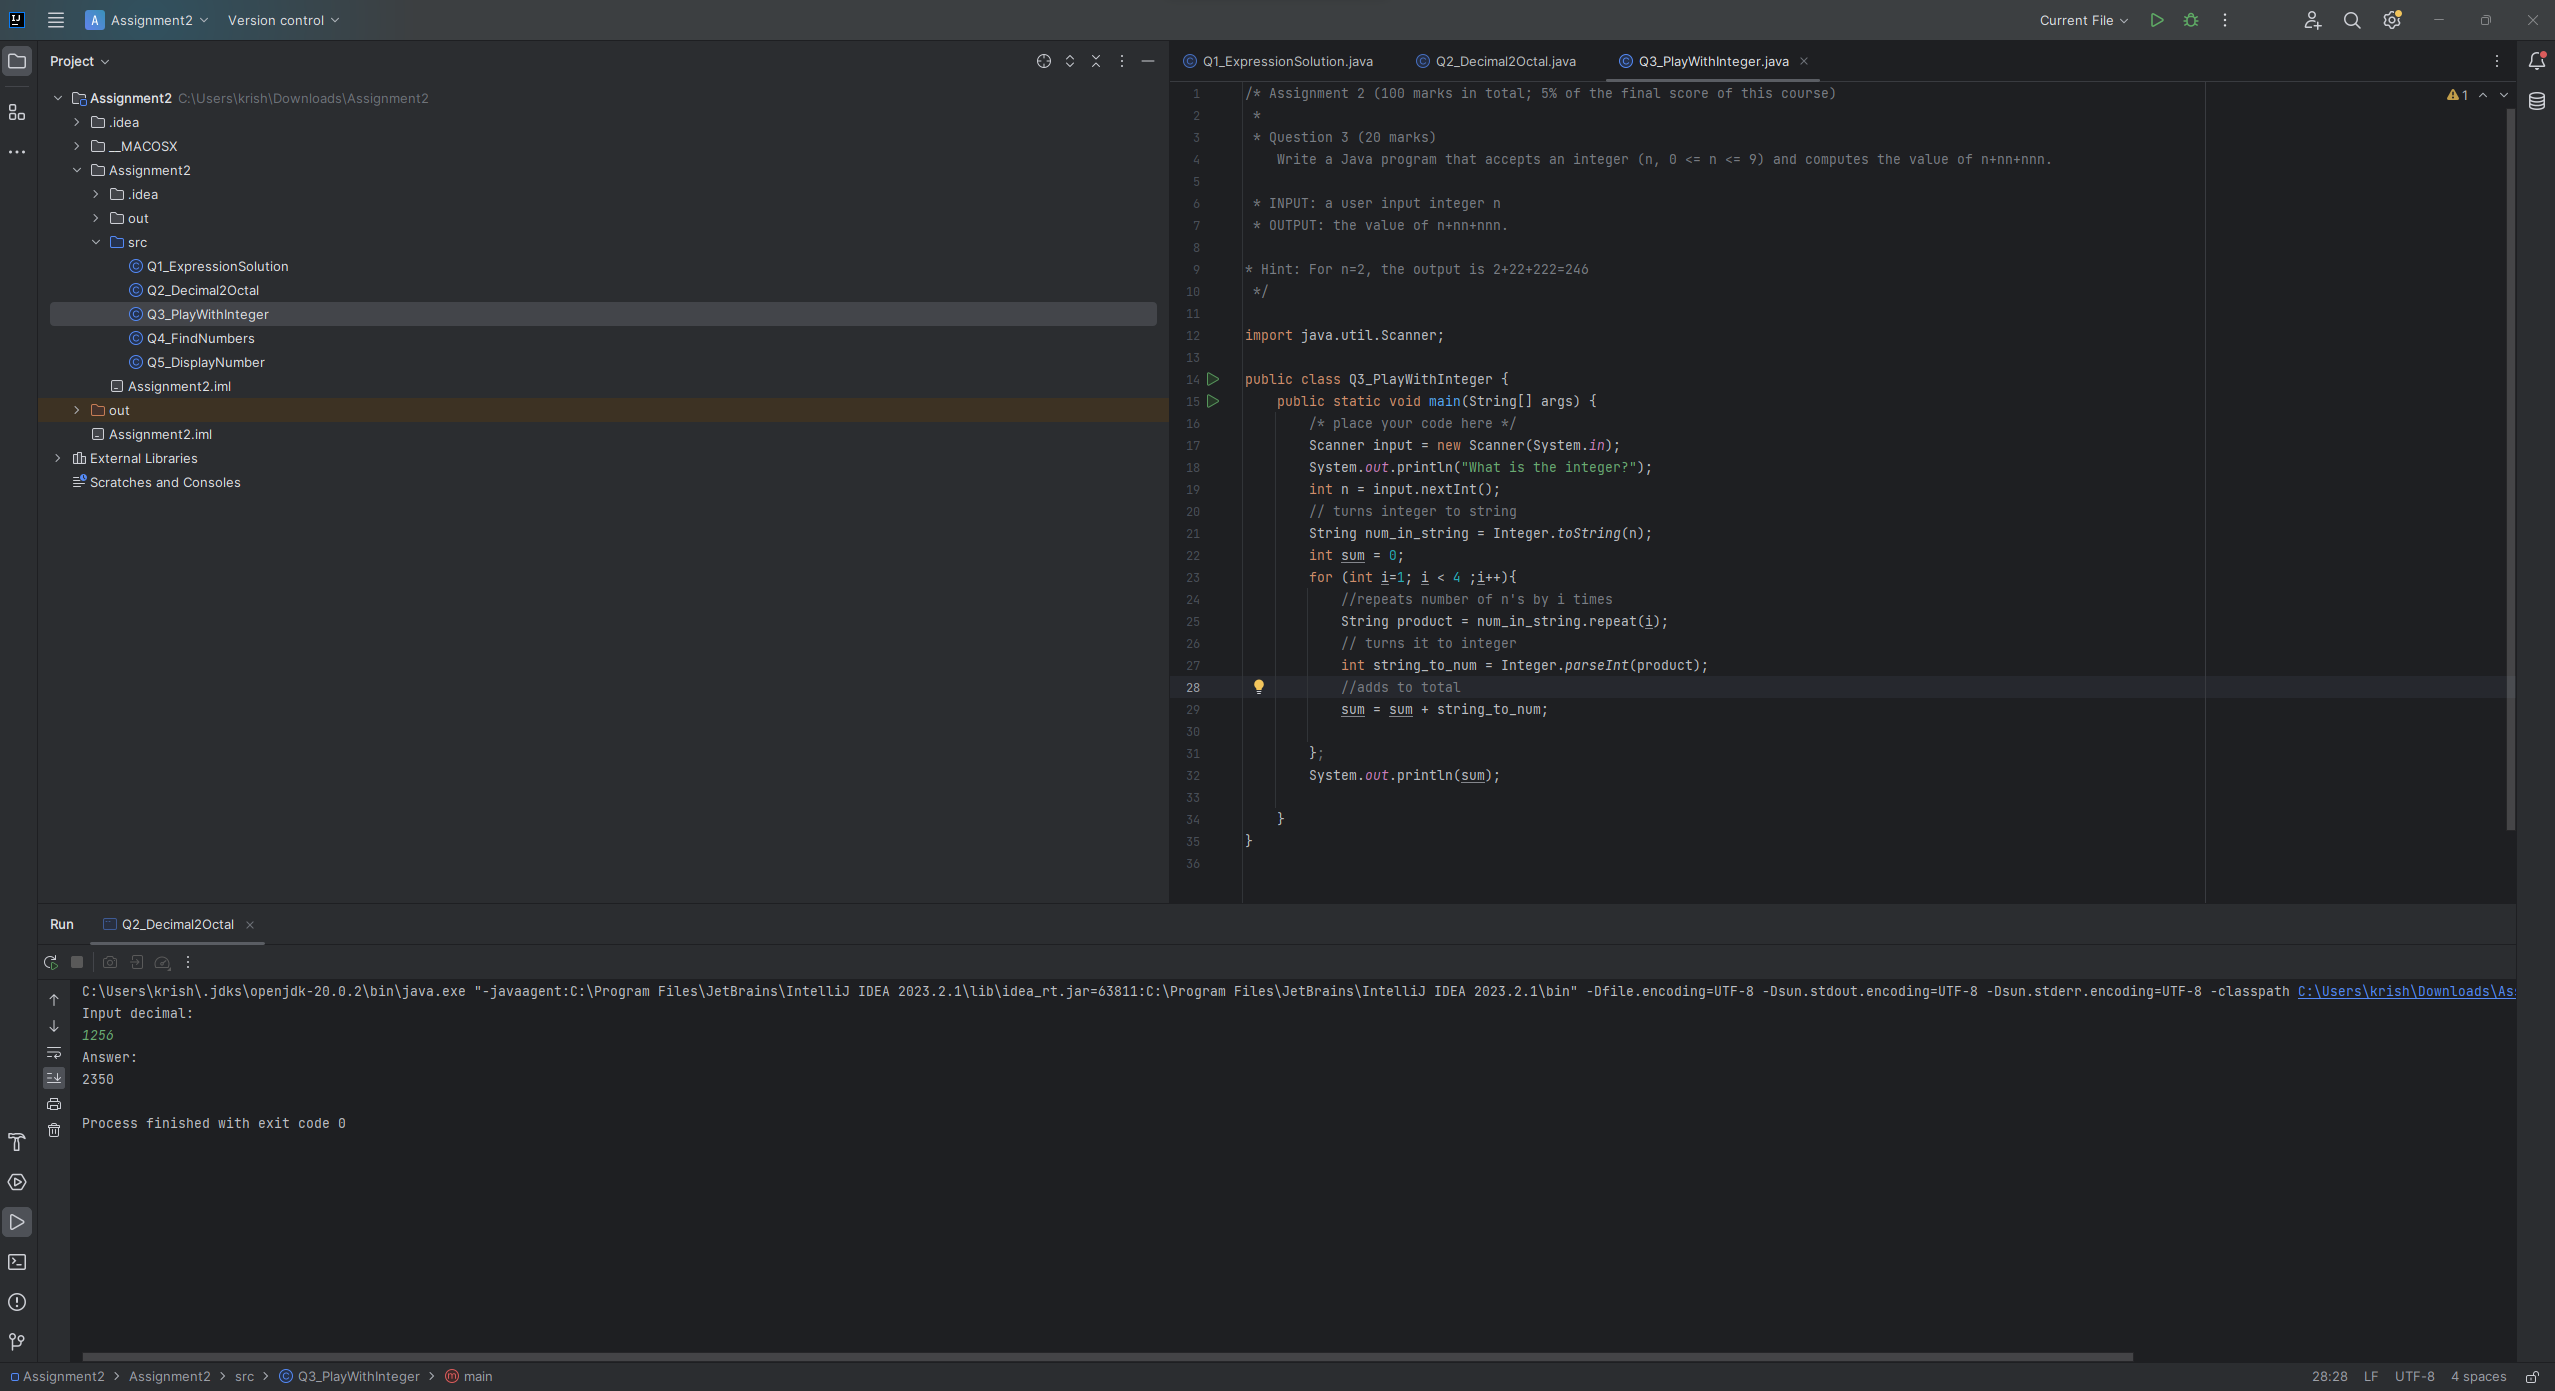 Assignment2 Version control Current File
Project
Assignment2 C:\Users\krish\Downloads\Assignment2
.idea
__MACOSX
Assignment2
.idea
out
src
Q1_ExpressionSolution
Q2_Decimal2Octal
Q3_PlayWithInteger
Q4_FindNumbers
Q5_DisplayNumber
Assignment2.iml
out
Assignment2.iml
External Libraries
Scratches and Consoles
Q1_ExpressionSolution.java Q2_Decimal2Octal.java Q3_PlayWithInteger.java
1
1 /* Assignment 2 (100 marks in total; 5% of the final score of this course)
2 *
3 * Question 3 (20 marks)
4 Write a Java program that accepts an integer (n, 0 <= n <= 9) and computes the value of n+nn+nnn.
5
6 * INPUT: a user input integer n
7 * OUTPUT: the value of n+nn+nnn.
8
9 * Hint: For n=2, the output is 2+22+222=246
10 */
11
12 import java.util.Scanner;
13
14 public class Q3_PlayWithInteger {
15 public static void main(String[] args) {
16 /* place your code here */
17 Scanner input = new Scanner(System.in);
18 System.out.println("What is the integer?");
19 int n = input.nextInt();
20 // turns integer to string
21 String num_in_string = Integer.toString(n);
22 int sum = 0;
23 for (int i=1; i < 4 ;i++){
24 //repeats number of n's by i times
25 String product = num_in_string.repeat(i);
26 // turns it to integer
27 int string_to_num = Integer.parseInt(product);
28 //adds to total
29 sum = sum + string_to_num;
30
31 };
32 System.out.println(sum);
33
34 }
35 }
36
Run Q2_Decimal2Octal
C:\Users\krish\.jdks\openjdk-20.0.2\bin\java.exe "-javaagent:C:\Program Files\JetBrains\IntelliJ IDEA 2023.2.1\lib\idea_rt.jar=63811:C:\Program Files\JetBrains\IntelliJ IDEA 2023.2.1\bin" -Dfile.encoding=UTF-8 -Dsun.stdout.encoding=UTF-8 -Dsun.stderr.encoding=UTF-8 -classpath C:\Users\krish\Downloads\As
Input decimal:
1256
Answer:
2350
Process finished with exit code 0
Assignment2 > Assignment2 > src > Q3_PlayWithInteger > main 28:28 LF UTF-8 4 spaces